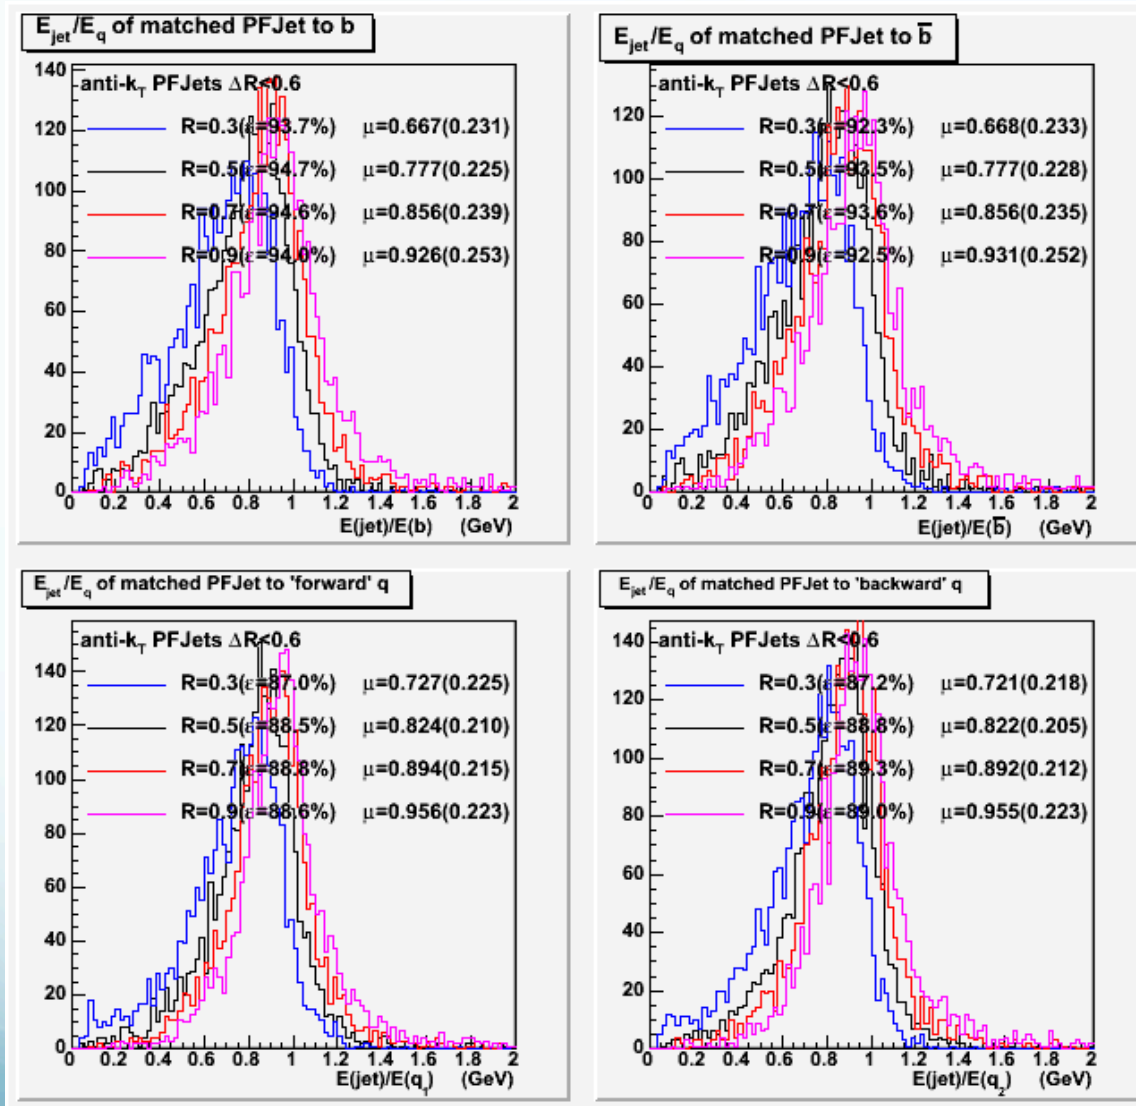 E_jet/E_q of matched PFJet to b
140
120
100
80
60
40
20
0
anti-k_T PFJets ΔR<0.6
R=0.3(ε=93.7%) μ=0.667(0.231)
R=0.5(ε=94.7%) μ=0.777(0.225)
R=0.7(ε=94.6%) μ=0.856(0.239)
R=0.9(ε=94.0%) μ=0.926(0.253)
0 0.2 0.4 0.6 0.8 1 1.2 1.4 1.6 1.8 2
E(jet)/E(b) (GeV)
E_jet/E_q of matched PFJet to b̅
120
100
80
60
40
20
0
anti-k_T PFJets ΔR<0.6
R=0.3(ε=92.3%) μ=0.668(0.233)
R=0.5(ε=93.5%) μ=0.777(0.228)
R=0.7(ε=93.6%) μ=0.856(0.235)
R=0.9(ε=92.5%) μ=0.931(0.252)
0 0.2 0.4 0.6 0.8 1 1.2 1.4 1.6 1.8 2
E(jet)/E(b̅) (GeV)
E_jet/E_q of matched PFJet to 'forward' q
140
120
100
80
60
40
20
0
anti-k_T PFJets ΔR<0.6
R=0.3(ε=87.0%) μ=0.727(0.225)
R=0.5(ε=88.5%) μ=0.824(0.210)
R=0.7(ε=88.8%) μ=0.894(0.215)
R=0.9(ε=88.6%) μ=0.956(0.223)
0 0.2 0.4 0.6 0.8 1 1.2 1.4 1.6 1.8 2
E(jet)/E(q_1) (GeV)
E_jet/E_q of matched PFJet to 'backward' q
140
120
100
80
60
40
20
0
anti-k_T PFJets ΔR<0.6
R=0.3(ε=87.2%) μ=0.721(0.218)
R=0.5(ε=88.8%) μ=0.822(0.205)
R=0.7(ε=89.3%) μ=0.892(0.212)
R=0.9(ε=89.0%) μ=0.955(0.223)
0 0.2 0.4 0.6 0.8 1 1.2 1.4 1.6 1.8 2
E(jet)/E(q_2) (GeV)